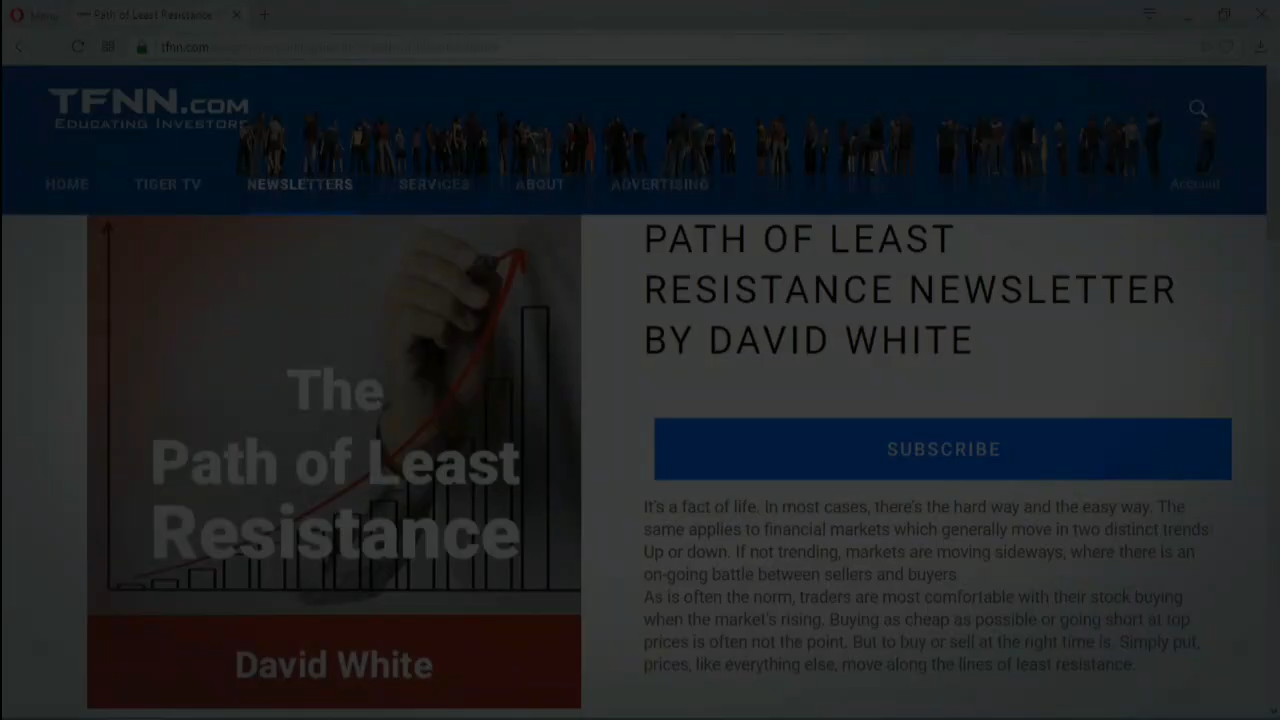 Menu
Path of Least Resistance
tfnn.com
TFNN.COM
EDUCATING INVESTORS
HOME
TIGER TV
NEWSLETTERS
SERVICES
ABOUT
ADVERTISING
Account
The
Path of Least
Resistance
David White
PATH OF LEAST
RESISTANCE NEWSLETTER
BY DAVID WHITE
SUBSCRIBE
It's a fact of life. In most cases, there's the hard way and the easy way. The
same applies to financial markets which generally move in two distinct trends:
Up or down. If not trending, markets are moving sideways, where there is an
on-going battle between sellers and buyers.
As is often the norm, traders are most comfortable with their stock buying
when the market's rising. Buying as cheap as possible or going short at top
prices is often not the point. But to buy or sell at the right time is. Simply put,
prices, like everything else, move along the lines of least resistance.